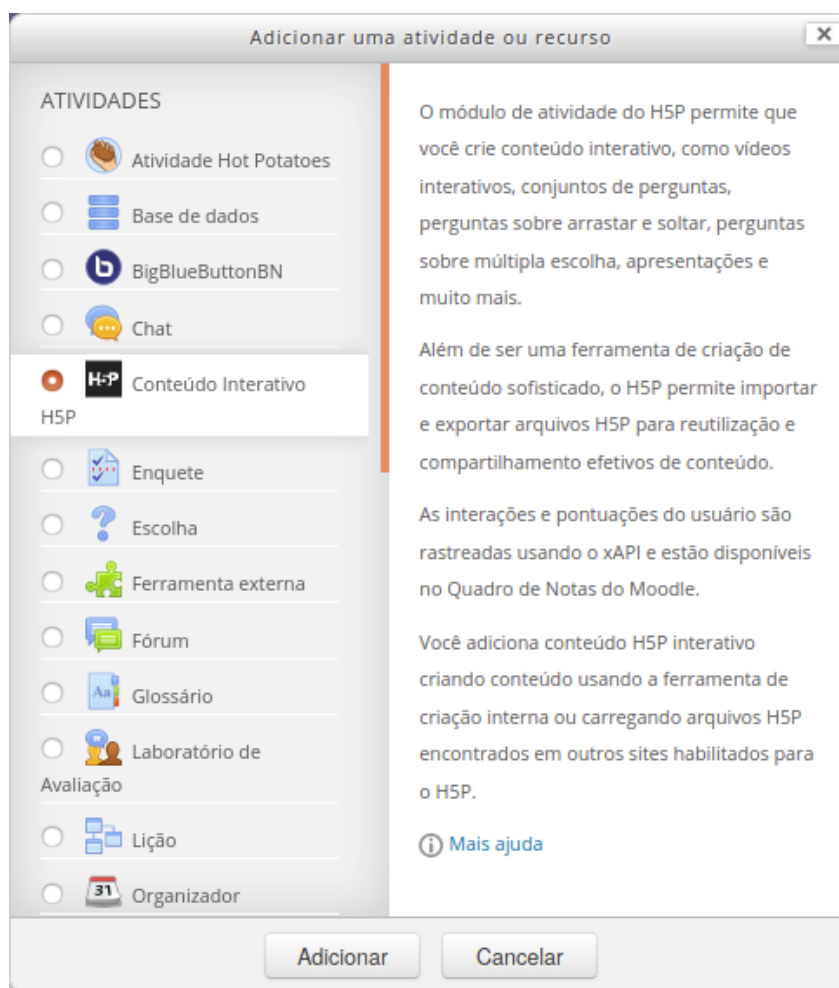 Adicionar uma atividade ou recurso
ATIVIDADES
Atividade Hot Potatoes
Base de dados
b
BigBlueButtonBN
Chat
H5P
Conteúdo Interativo
H5P
Enquete
Escolha
Ferramenta externa
Fórum
Aa
Glossário
Laboratório de
Avaliação
Lição
31
Organizador
O módulo de atividade do H5P permite que
você crie conteúdo interativo, como vídeos
interativos, conjuntos de perguntas,
perguntas sobre arrastar e soltar, perguntas
sobre múltipla escolha, apresentações e
muito mais.
Além de ser uma ferramenta de criação de
conteúdo sofisticado, o H5P permite importar
e exportar arquivos H5P para reutilização e
compartilhamento efetivos de conteúdo.
As interações e pontuações do usuário são
rastreadas usando o xAPI e estão disponíveis
no Quadro de Notas do Moodle.
Você adiciona conteúdo H5P interativo
criando conteúdo usando a ferramenta de
criação interna ou carregando arquivos H5P
encontrados em outros sites habilitados para
o H5P.
Mais ajuda
Adicionar
Cancelar